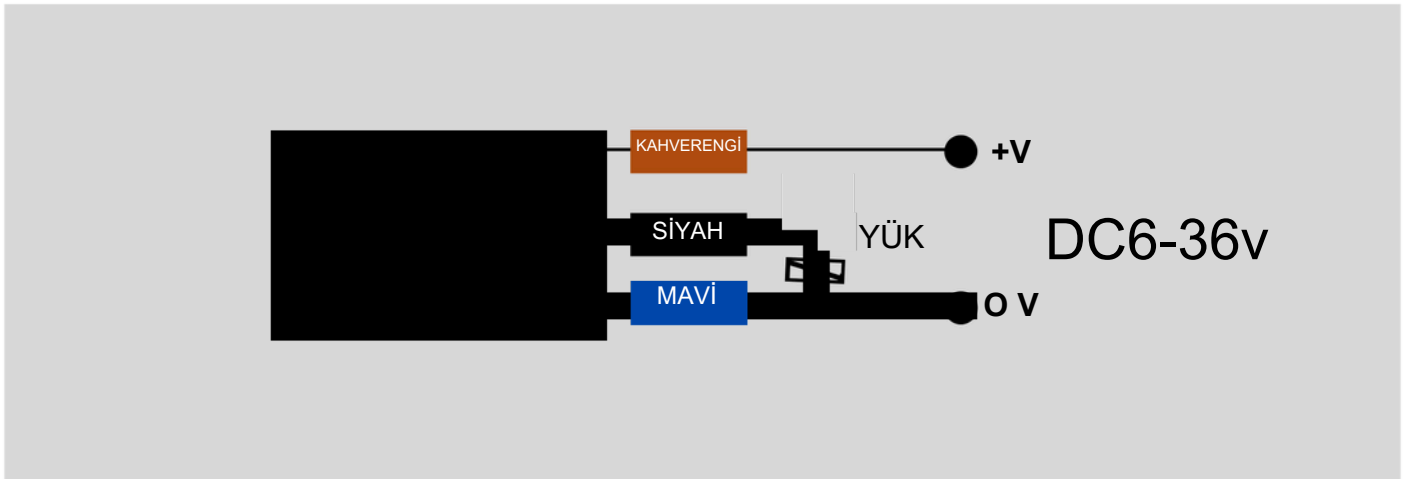 KAHVERENGİ
+V
SİYAH
YÜK
DC6-36v
MAVİ
O V